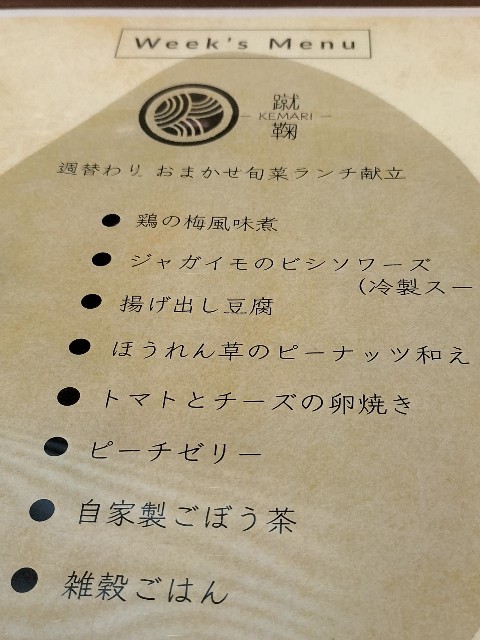 Week's Menu
蹴
KEMARI
鞠
週替わり おまかせ旬菜ランチ献立
鶏の梅風味煮
ジャガイモのビシソワーズ
(冷製スー
揚げ出し豆腐
ほうれん草のピーナッツ和え
トマトとチーズの卵焼き
ピーチゼリー
自家製ごぼう茶
雑穀ごはん